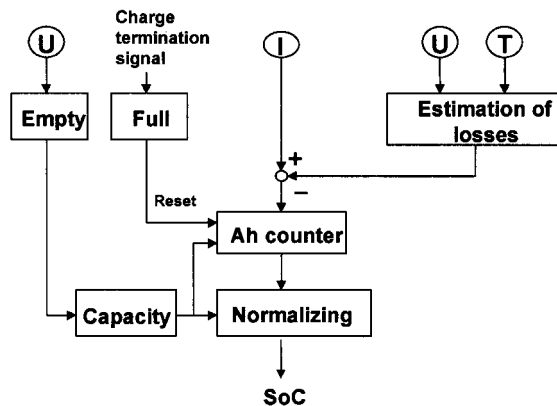 Charge
termination
signal
U
I
U
T
Empty
Full
Estimation of
losses
+
−
Reset
Ah counter
Capacity
Normalizing
SoC